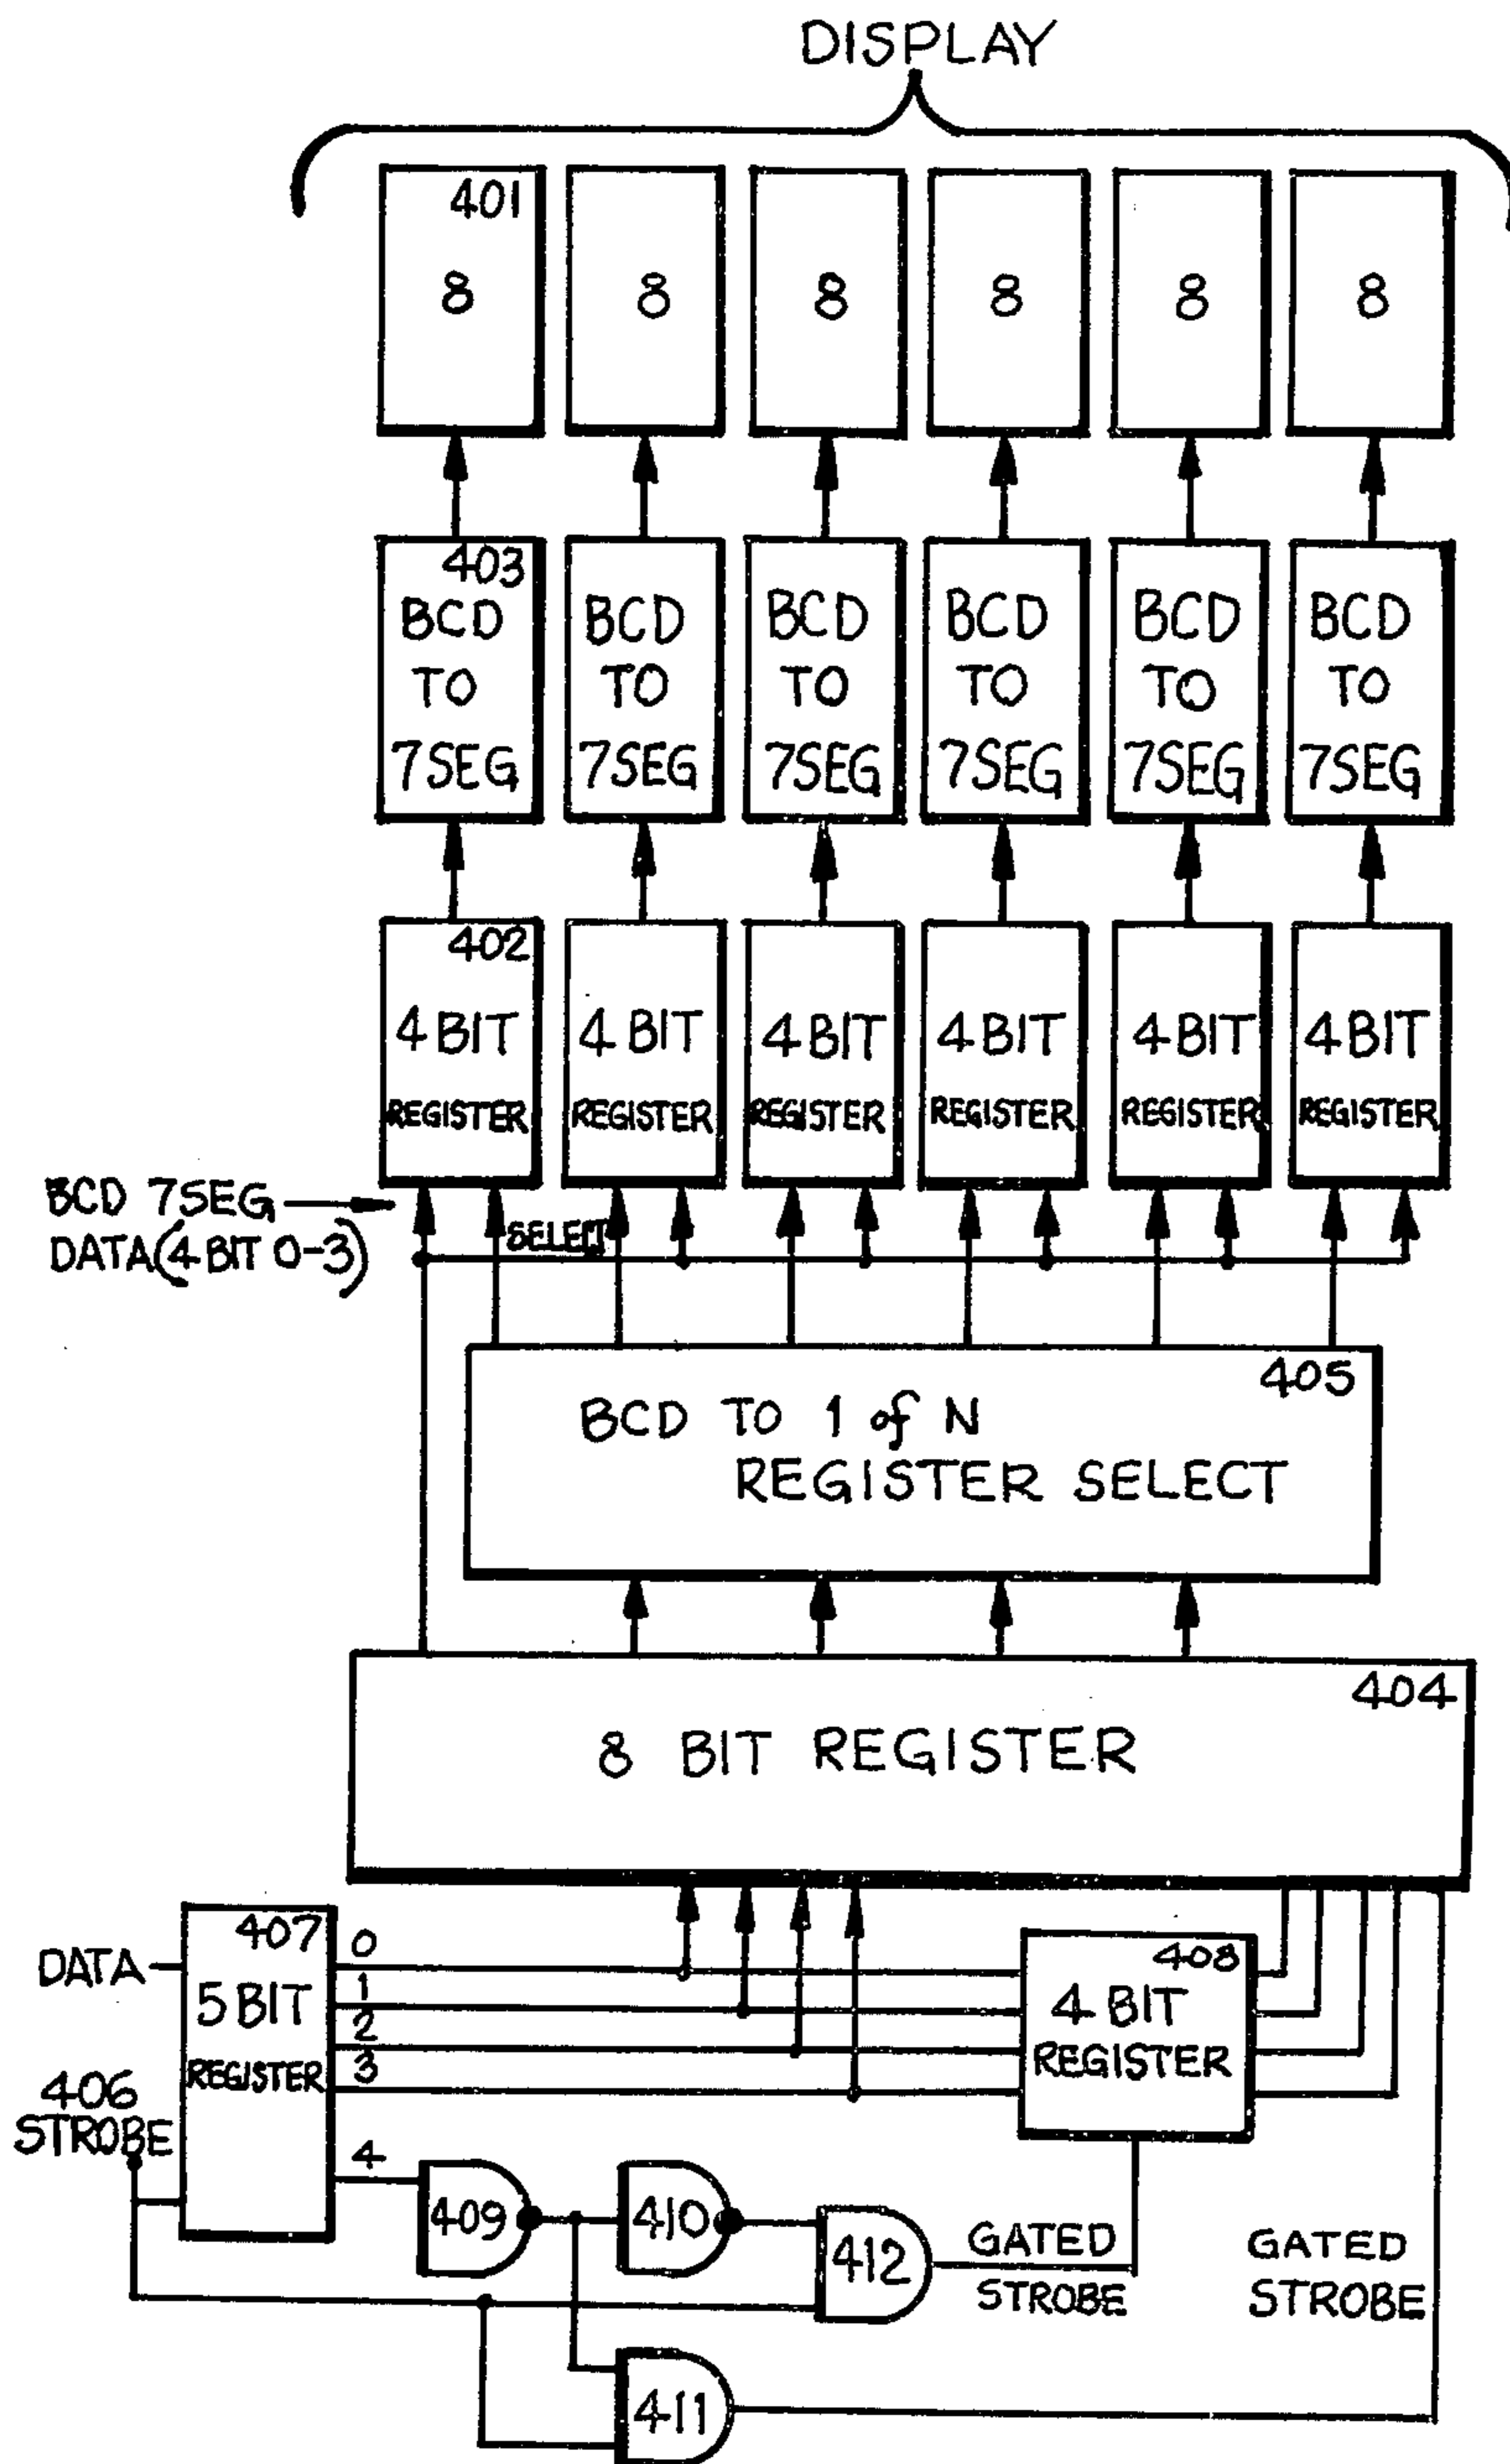 DISPLAY
401
8 8 8 8 8 8
403
BCD BCD BCD BCD BCD BCD
TO TO TO TO TO TO
7SEG 7SEG 7SEG 7SEG 7SEG 7SEG
402
4 BIT 4 BIT 4 BIT 4 BIT 4 BIT 4 BIT
REGISTER REGISTER REGISTER REGISTER REGISTER REGISTER
BCD 7SEG
DATA(4 BIT 0-3)
SELECT
405
BCD TO 1 of N
REGISTER SELECT
404
8 BIT REGISTER
DATA
407
5 BIT
REGISTER
0
1
2
3
4
408
4 BIT
REGISTER
406
STROBE
409
410
412
GATED
STROBE
GATED
STROBE
411